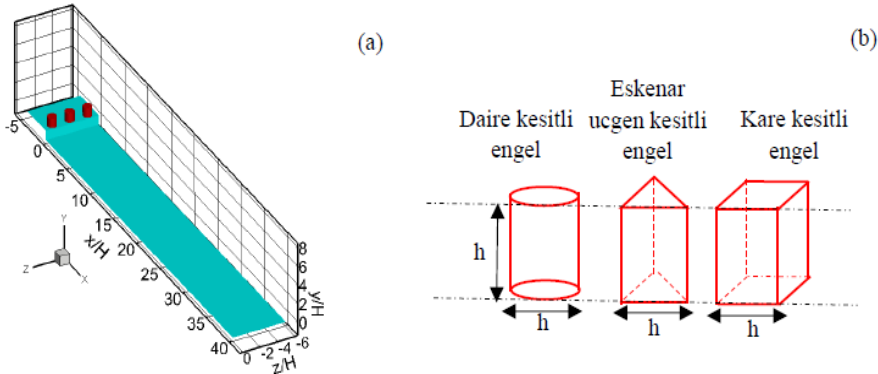 (a)
-5
0
5
10
15
20
25
30
35
40
x/H
0 -2 -4 -6
z/H
8
6
4
2
0
y/H
Y
Z
X
(b)
Daire kesitli
engel
Eskenar
ucgen kesitli
engel
Kare kesitli
engel
h
h
h
h